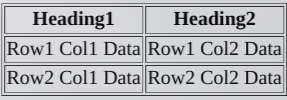 Heading1 Heading2
Row1 Col1 Data Row1 Col2 Data
Row2 Col1 Data Row2 Col2 Data